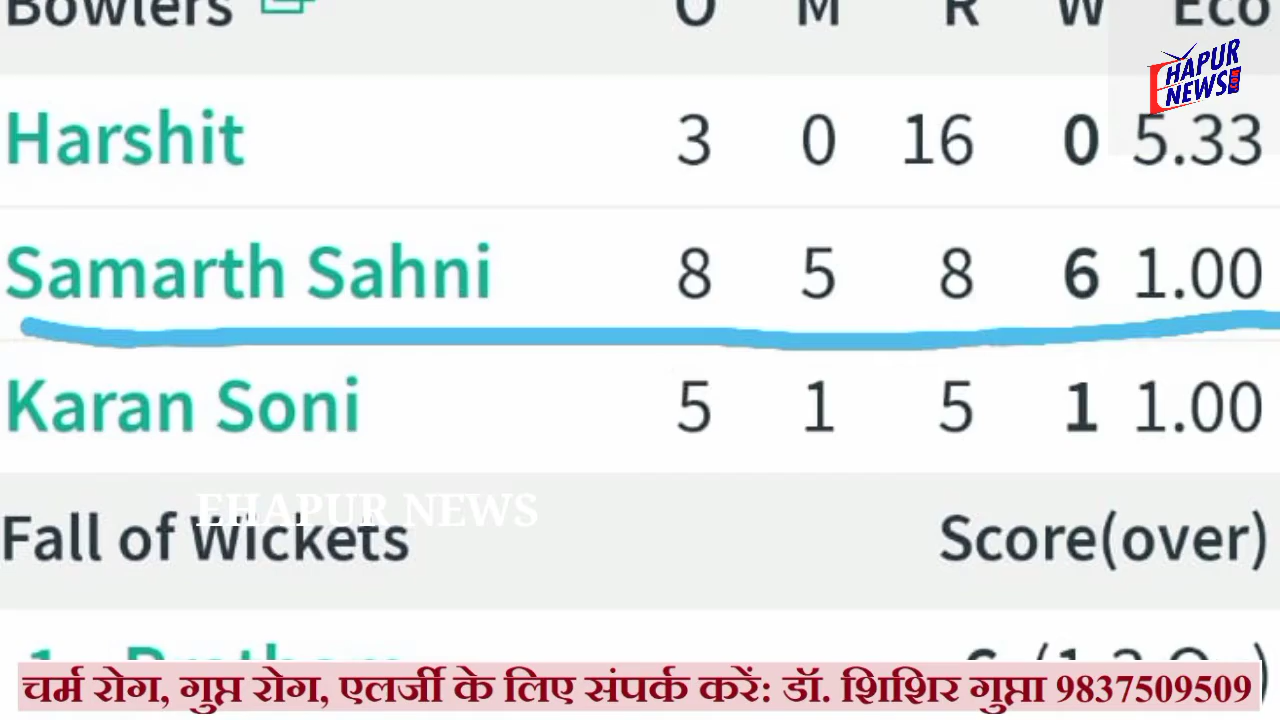 Bowlers O M R W Eco
HAPUR
NEWS
Harshit 3 0 16 0 5.33
Samarth Sahni 8 5 8 6 1.00
Karan Soni 5 1 5 1 1.00
EHAPUR NEWS
Fall of Wickets Score(over)
चर्म रोग, गुप्त रोग, एलर्जी के लिए संपर्क करें: डॉ. शिशिर गुप्ता 9837509509